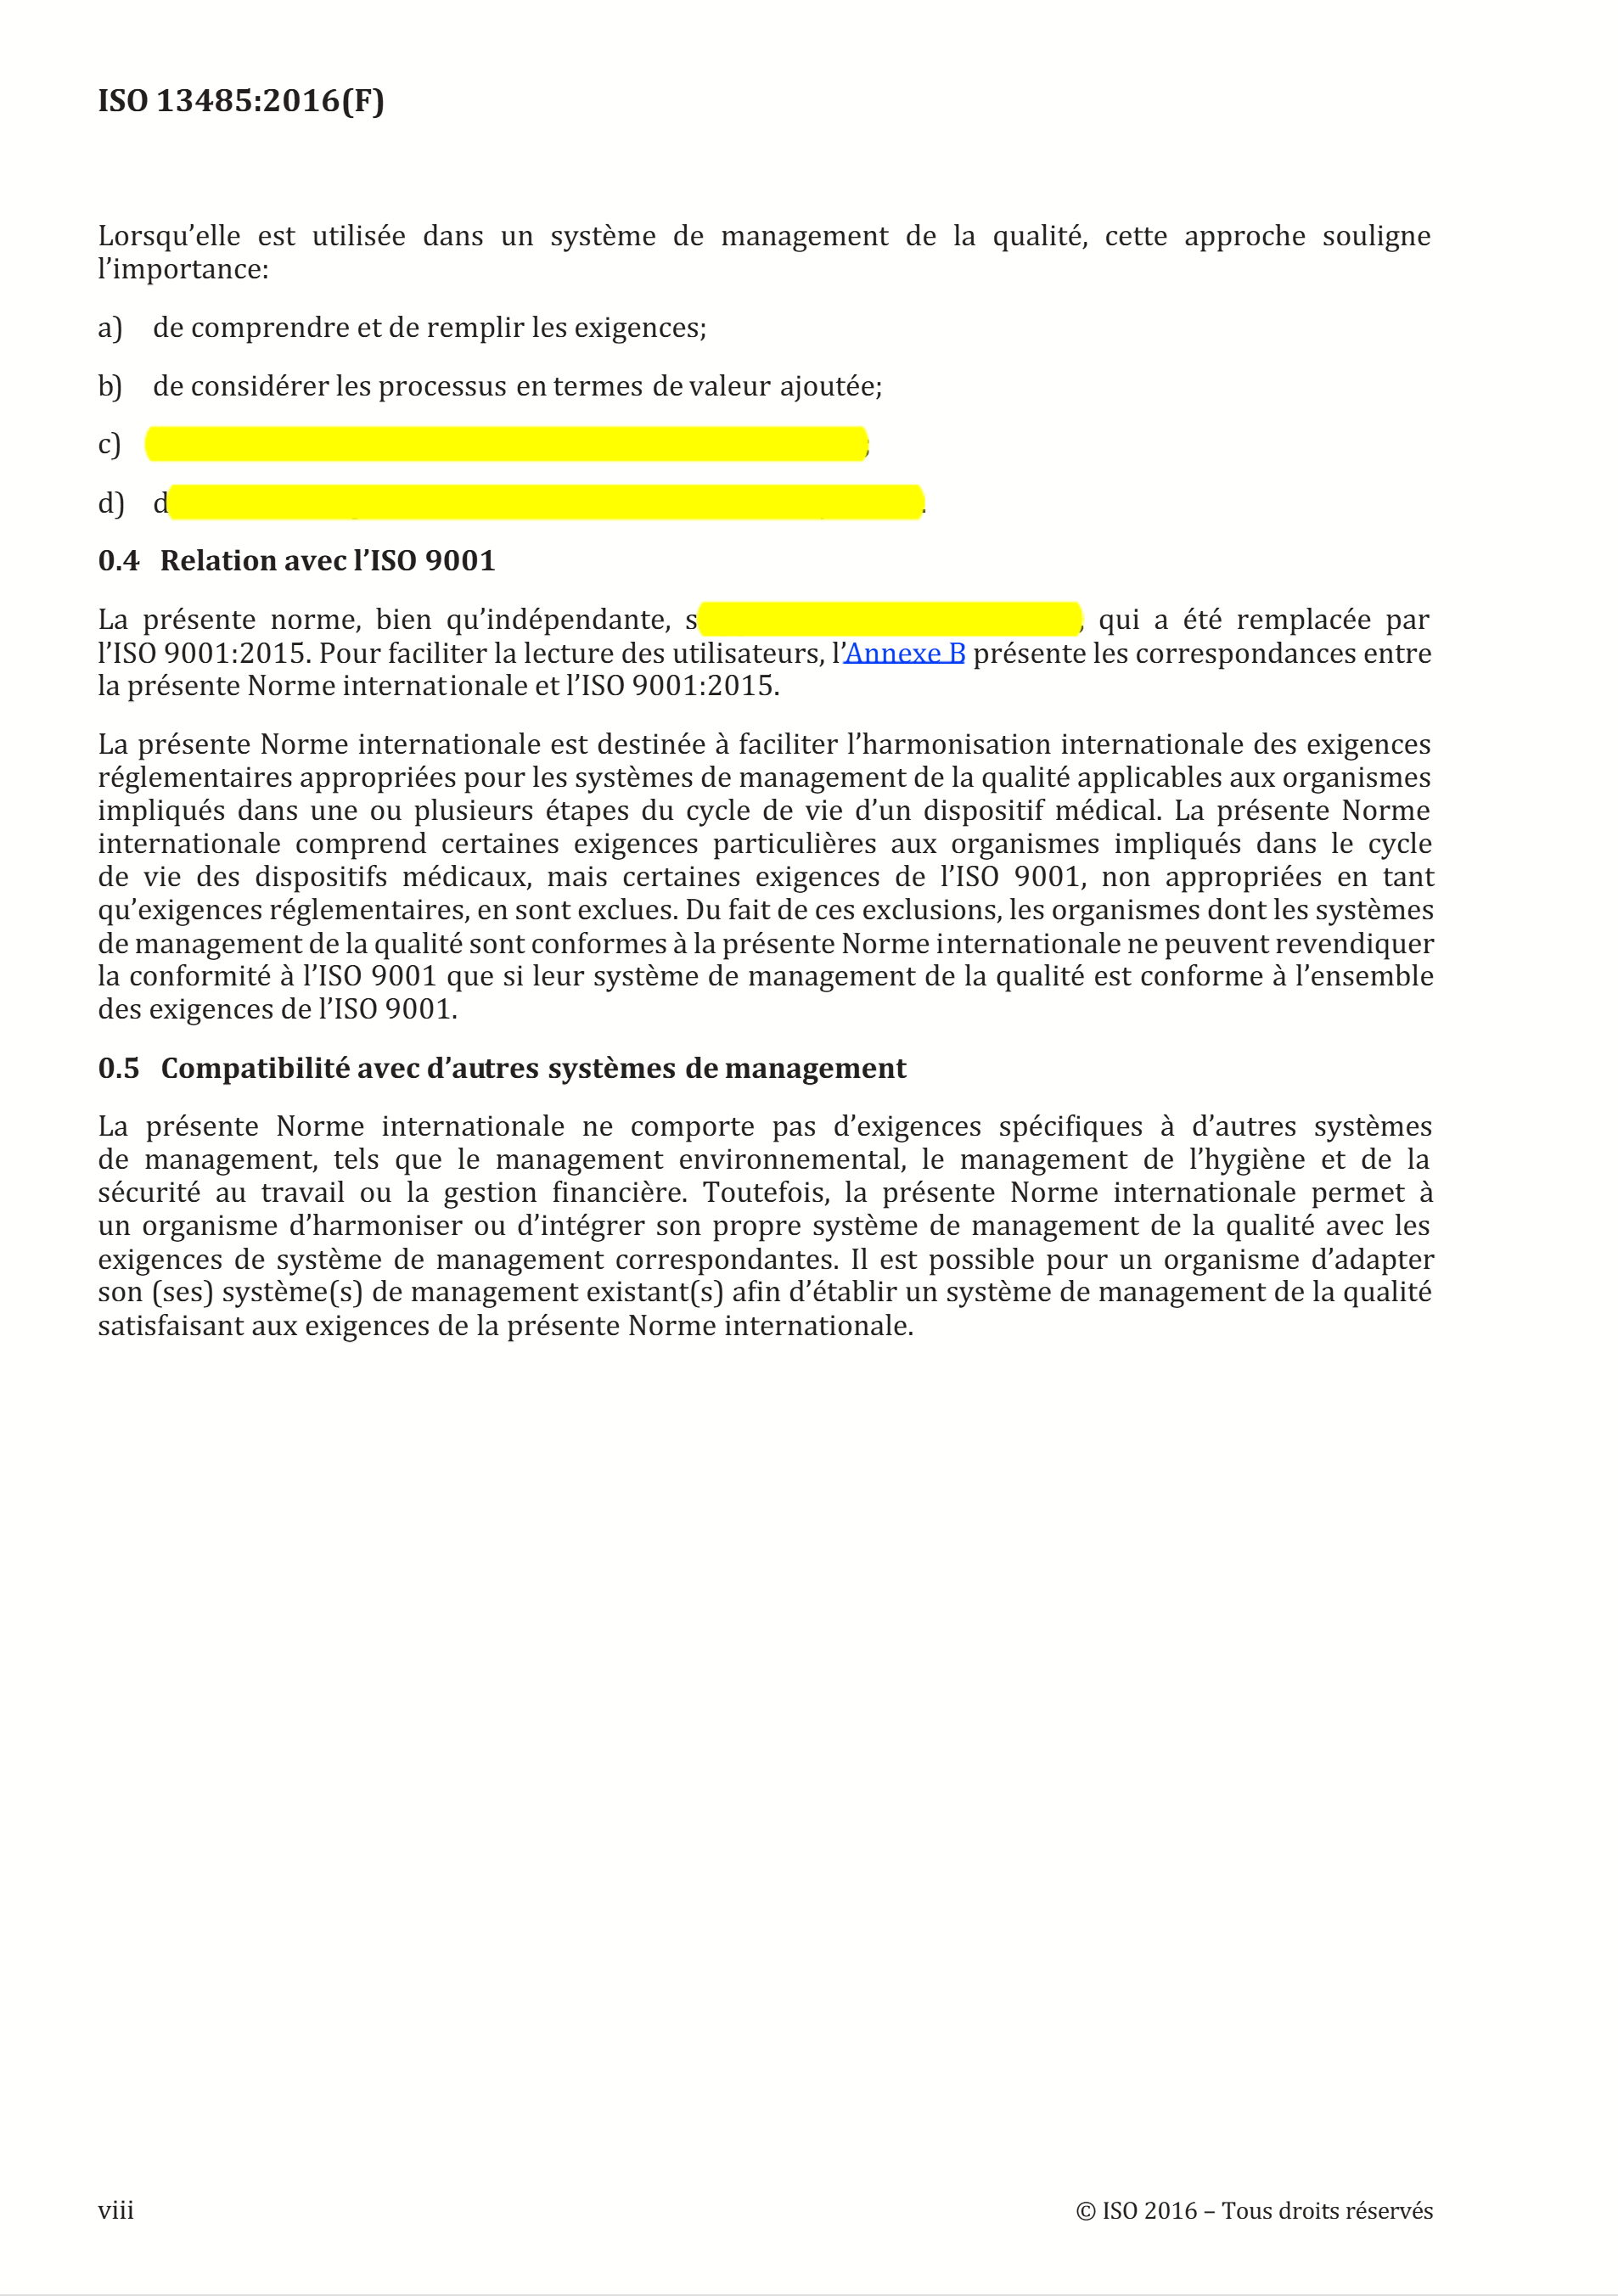 ISO 13485:2016(F)
Lorsqu’elle est utilisée dans un système de management de la qualité, cette approche souligne
l’importance:
a) de comprendre et de remplir les exigences;
b) de considérer les processus en termes de valeur ajoutée;
c) ;
d) d .
0.4 Relation avec l’ISO 9001
La présente norme, bien qu’indépendante, s , qui a été remplacée par
l’ISO 9001:2015. Pour faciliter la lecture des utilisateurs, l’Annexe B présente les correspondances entre
la présente Norme internationale et l’ISO 9001:2015.
La présente Norme internationale est destinée à faciliter l’harmonisation internationale des exigences
réglementaires appropriées pour les systèmes de management de la qualité applicables aux organismes
impliqués dans une ou plusieurs étapes du cycle de vie d’un dispositif médical. La présente Norme
internationale comprend certaines exigences particulières aux organismes impliqués dans le cycle
de vie des dispositifs médicaux, mais certaines exigences de l’ISO 9001, non appropriées en tant
qu’exigences réglementaires, en sont exclues. Du fait de ces exclusions, les organismes dont les systèmes
de management de la qualité sont conformes à la présente Norme internationale ne peuvent revendiquer
la conformité à l’ISO 9001 que si leur système de management de la qualité est conforme à l’ensemble
des exigences de l’ISO 9001.
0.5 Compatibilité avec d’autres systèmes de management
La présente Norme internationale ne comporte pas d’exigences spécifiques à d’autres systèmes
de management, tels que le management environnemental, le management de l’hygiène et de la
sécurité au travail ou la gestion financière. Toutefois, la présente Norme internationale permet à
un organisme d’harmoniser ou d’intégrer son propre système de management de la qualité avec les
exigences de système de management correspondantes. Il est possible pour un organisme d’adapter
son (ses) système(s) de management existant(s) afin d’établir un système de management de la qualité
satisfaisant aux exigences de la présente Norme internationale.
viii
© ISO 2016 – Tous droits réservés